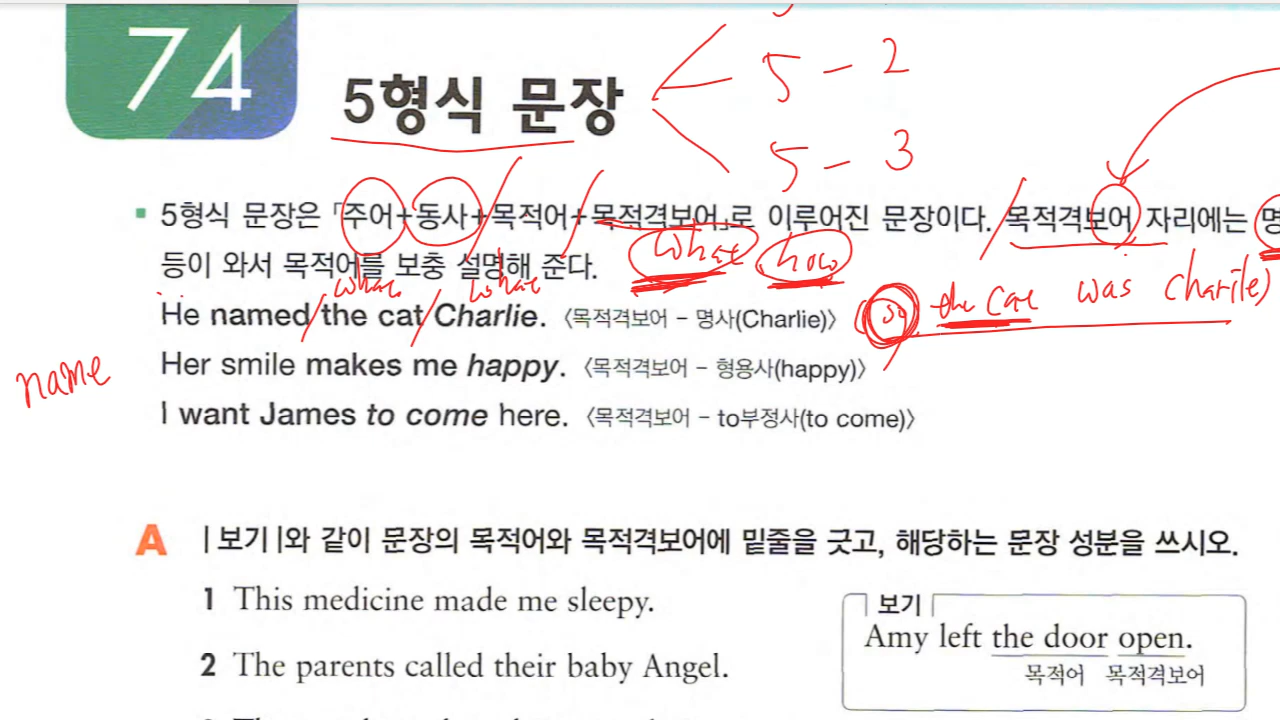 74
5형식 문장
5 - 2
5 - 3
5형식 문장은 「주어+동사+목적어+목적격보어」로 이루어진 문장이다. 목적격보어 자리에는 명
등이 와서 목적어를 보충 설명해 준다.
what how
what what
He named the cat Charlie. 〈목적격보어 – 명사(Charlie)〉
so the cat was charlie)
Her smile makes me happy. 〈목적격보어 – 형용사(happy)〉
name
I want James to come here. 〈목적격보어 – to부정사(to come)〉
A |보기|와 같이 문장의 목적어와 목적격보어에 밑줄을 긋고, 해당하는 문장 성분을 쓰시오.
1 This medicine made me sleepy.
2 The parents called their baby Angel.
보기
Amy left the door open.
목적어 목적격보어